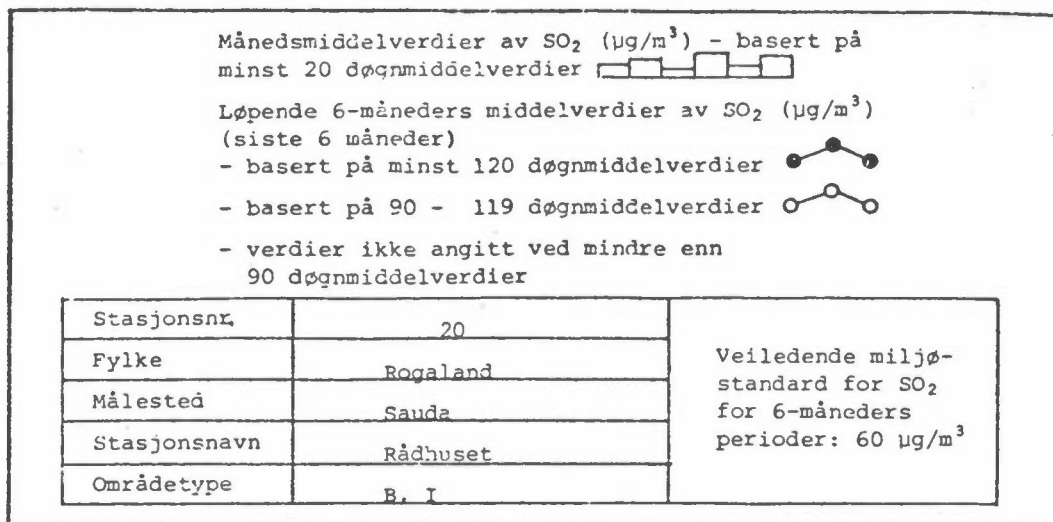 Månedsmiddelverdier av SO₂ (µg/m³) - basert på
minst 20 døgnmiddelverdier
Løpende 6-måneders middelverdier av SO₂ (µg/m³)
(siste 6 måneder)
- basert på minst 120 døgnmiddelverdier
- basert på 90 - 119 døgnmiddelverdier
- verdier ikke angitt ved mindre enn
90 døgnmiddelverdier
Stasjonsnr. 20
Fylke Rogaland
Målested Sauda
Stasjonsnavn Rådhuset
Områdetype B, I
Veiledende miljø-
standard for SO₂
for 6-måneders
perioder: 60 µg/m³